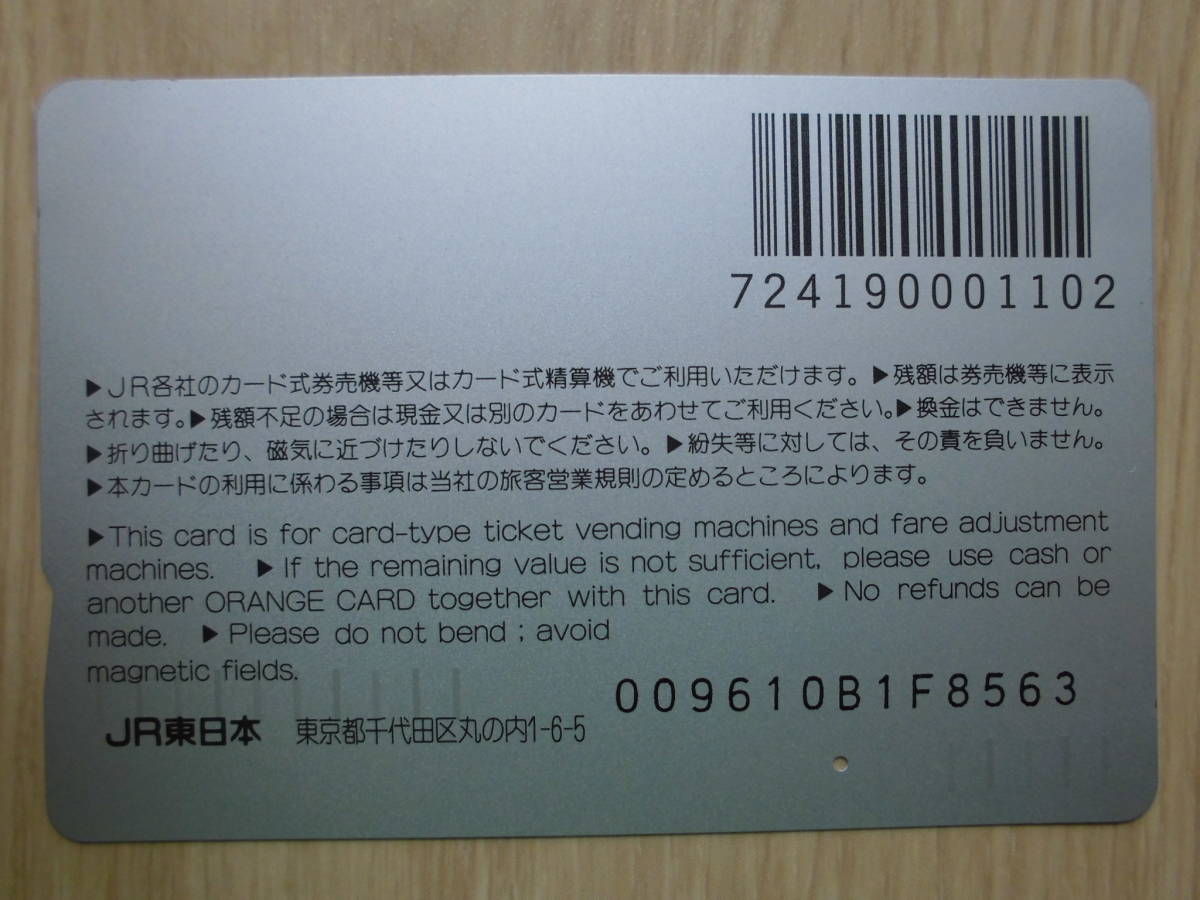 724190001102
▶JR各社のカード式券売機等又はカード式精算機でご利用いただけます。▶残額は券売機等に表示
されます。▶残額不足の場合は現金又は別のカードをあわせてご利用ください。▶換金はできません。
▶折り曲げたり、磁気に近づけたりしないでください。▶紛失等に対しては、その責を負いません。
▶本カードの利用に係わる事項は当社の旅客営業規則の定めるところによります。
▶This card is for card-type ticket vending machines and fare adjustment
machines. ▶If the remaining value is not sufficient, please use cash or
another ORANGE CARD together with this card. ▶No refunds can be
made. ▶Please do not bend ; avoid
magnetic fields.
009610B1F8563
JR東日本 東京都千代田区丸の内1-6-5